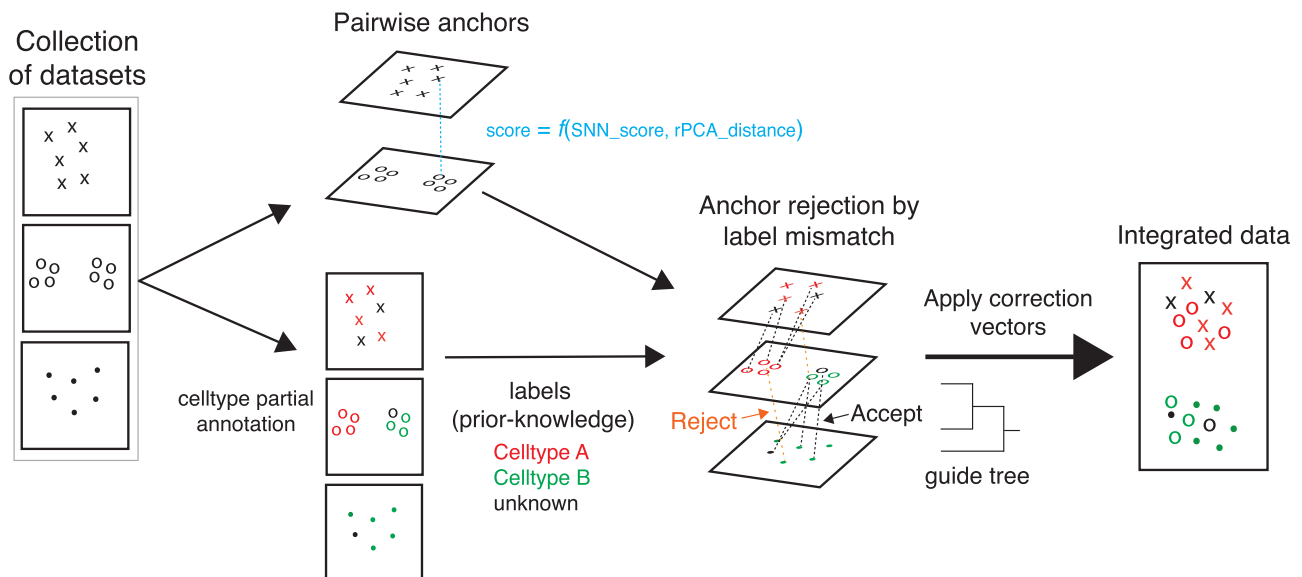 Collection
of datasets
Pairwise anchors
score = f(SNN_score, rPCA_distance)
celltype partial
annotation
labels
(prior-knowledge)
Celltype A
Celltype B
unknown
Anchor rejection by
label mismatch
Reject
Accept
Apply correction
vectors
guide tree
Integrated data